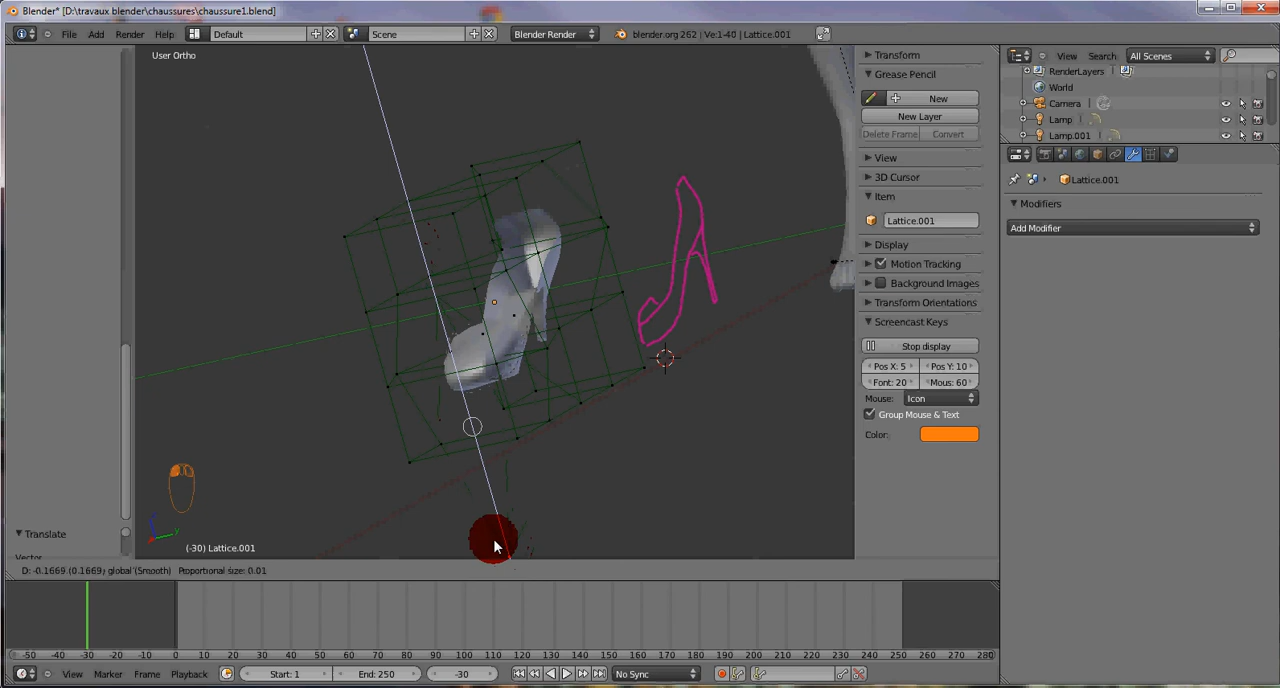 Blender* [D:\travaux blender\chaussures\chaussure1.blend]
File Add Render Help Default Scene Blender Render blender.org 262 | Ve:1-40 | Lattice.001
View Search All Scenes
User Ortho
RenderLayers
World
Camera
Lamp
Lamp.001
Transform
Grease Pencil
New
New Layer
Delete Frame Convert
View
3D Cursor
Item
Lattice.001
Display
Motion Tracking
Background Images
Transform Orientations
Screencast Keys
Stop display
Pos X: 5 Pos Y: 10
Font: 20 Mous: 60
Mouse: Icon
Group Mouse & Text
Color:
Lattice.001
Modifiers
Add Modifier
Translate
Vector
(-30) Lattice.001
D: -0.1669 (0.1669) global (Smooth) Proportional size: 0.01
-50 -40 -30 -20 -10 0 10 20 30 40 50 60 70 80 90 100 110 120 130 140 150 160 170 180 190 200 210 220 230 240 250 260 270 280
View Marker Frame Playback Start: 1 End: 250 -30 No Sync